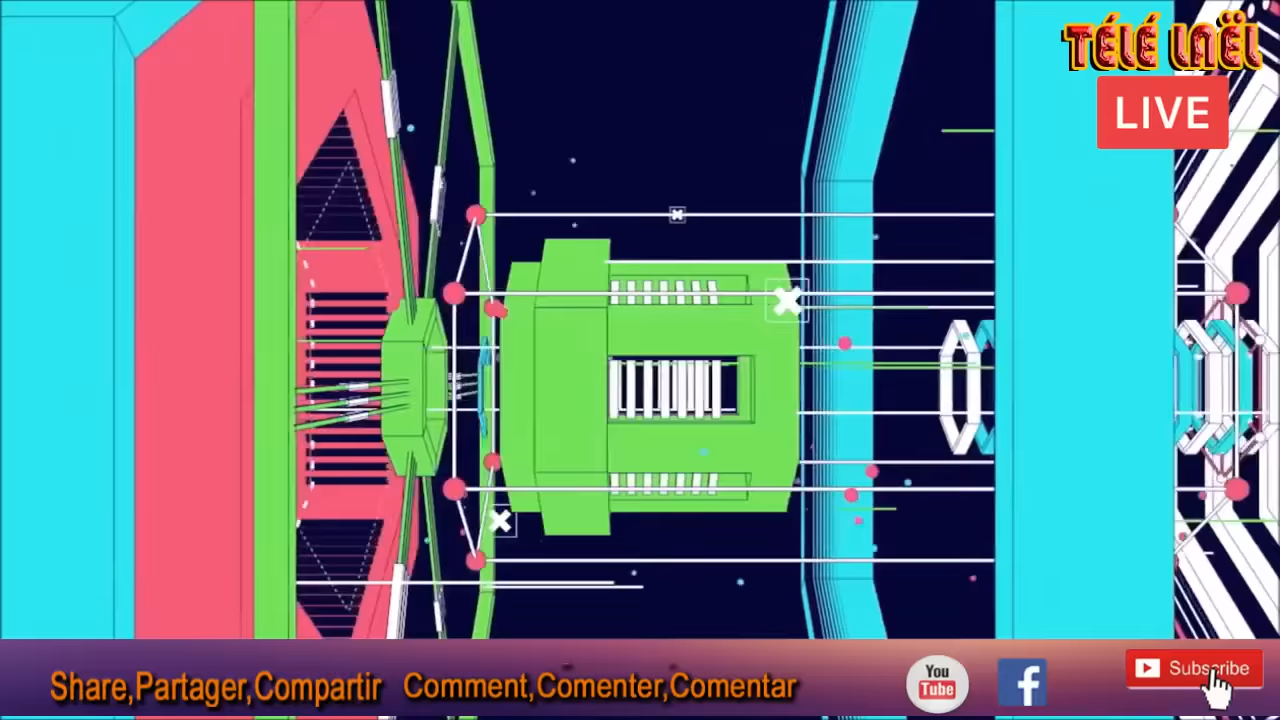 TÉLÉ LAËL
LIVE
Share,Partager,Compartir Comment,Comenter,Comentar
You
Tube
f
Subscribe